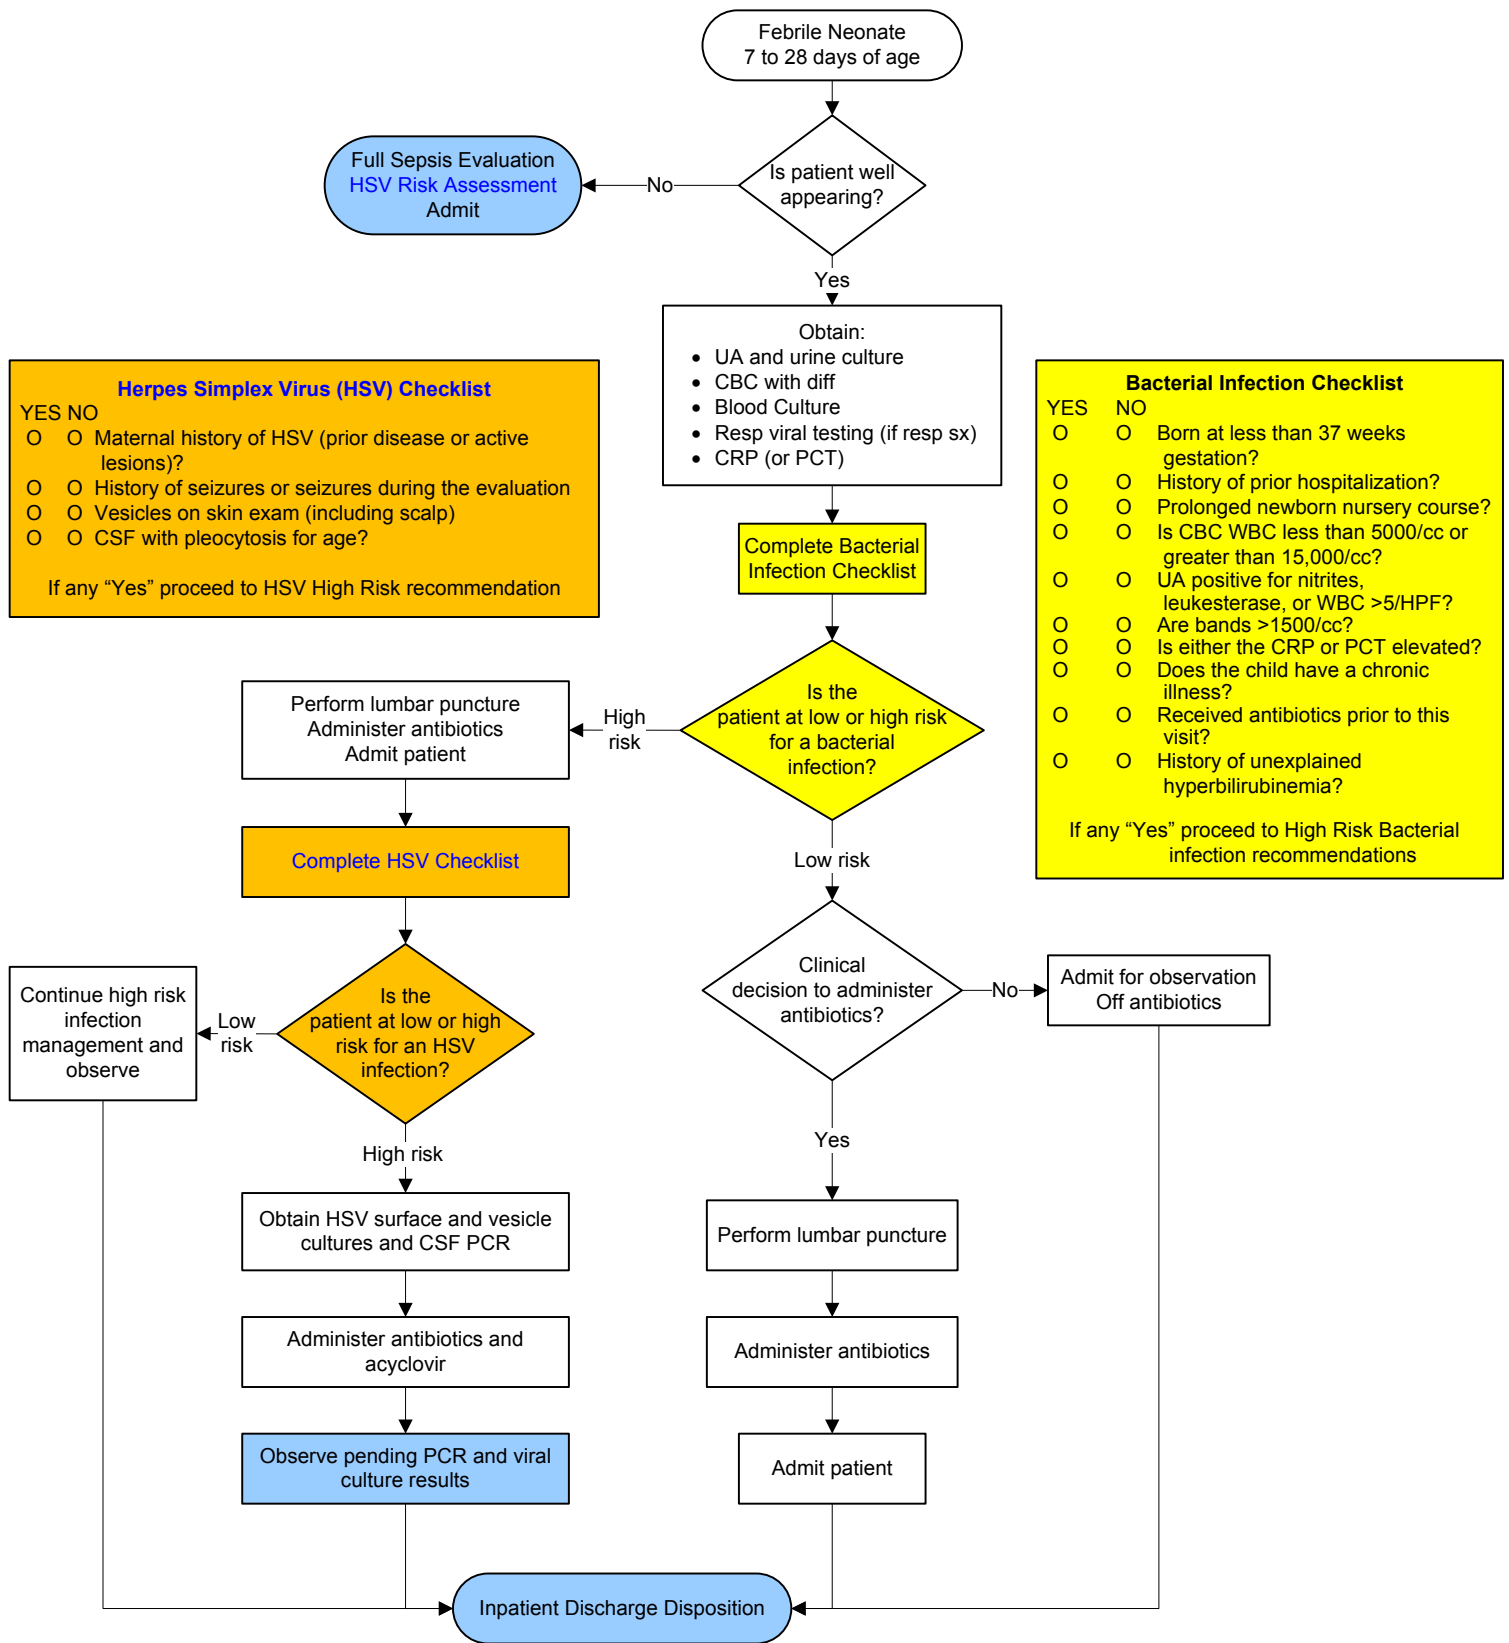 Febrile Neonate
7 to 28 days of age
Is patient well
appearing?
No
Full Sepsis Evaluation
HSV Risk Assessment
Admit
Yes
Obtain:
• UA and urine culture
• CBC with diff
• Blood Culture
• Resp viral testing (if resp sx)
• CRP (or PCT)
Herpes Simplex Virus (HSV) Checklist
YES NO
O O Maternal history of HSV (prior disease or active
lesions)?
O O History of seizures or seizures during the evaluation
O O Vesicles on skin exam (including scalp)
O O CSF with pleocytosis for age?
If any “Yes” proceed to HSV High Risk recommendation
Bacterial Infection Checklist
YES NO
O O Born at less than 37 weeks
gestation?
O O History of prior hospitalization?
O O Prolonged newborn nursery course?
O O Is CBC WBC less than 5000/cc or
greater than 15,000/cc?
O O UA positive for nitrites,
leukesterase, or WBC >5/HPF?
O O Are bands >1500/cc?
O O Is either the CRP or PCT elevated?
O O Does the child have a chronic
illness?
O O Received antibiotics prior to this
visit?
O O History of unexplained
hyperbilirubinemia?
If any “Yes” proceed to High Risk Bacterial
infection recommendations
Complete Bacterial
Infection Checklist
Is the
patient at low or high risk
for a bacterial
infection?
High
risk
Perform lumbar puncture
Administer antibiotics
Admit patient
Complete HSV Checklist
Low risk
Is the
patient at low or high
risk for an HSV
infection?
Low
risk
Continue high risk
infection
management and
observe
Clinical
decision to administer
antibiotics?
No
Admit for observation
Off antibiotics
High risk
Yes
Obtain HSV surface and vesicle
cultures and CSF PCR
Perform lumbar puncture
Administer antibiotics and
acyclovir
Administer antibiotics
Observe pending PCR and viral
culture results
Admit patient
Inpatient Discharge Disposition